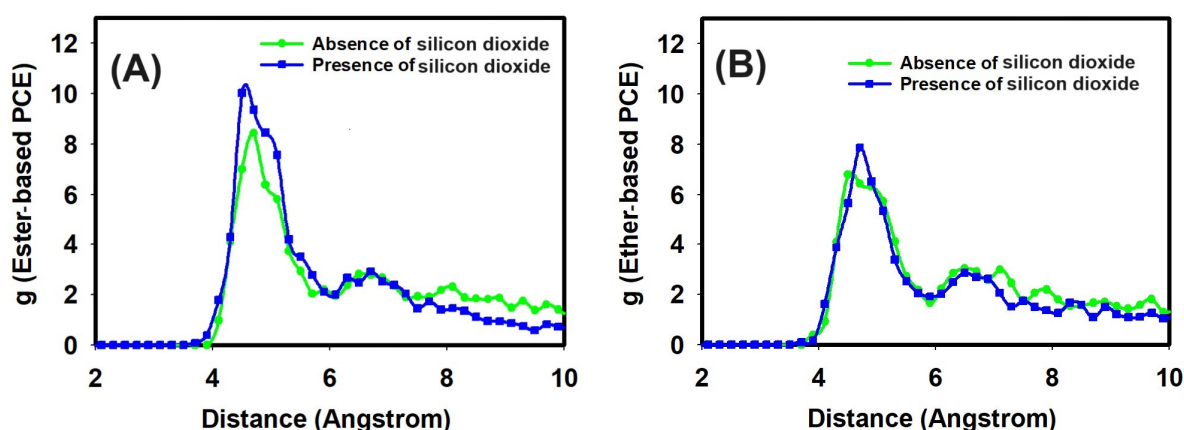 (A)
Absence of silicon dioxide
Presence of silicon dioxide
g (Ester-based PCE)
12
10
8
6
4
2
0
2 4 6 8 10
Distance (Angstrom)
(B)
Absence of silicon dioxide
Presence of silicon dioxide
g (Ether-based PCE)
12
10
8
6
4
2
0
2 4 6 8 10
Distance (Angstrom)